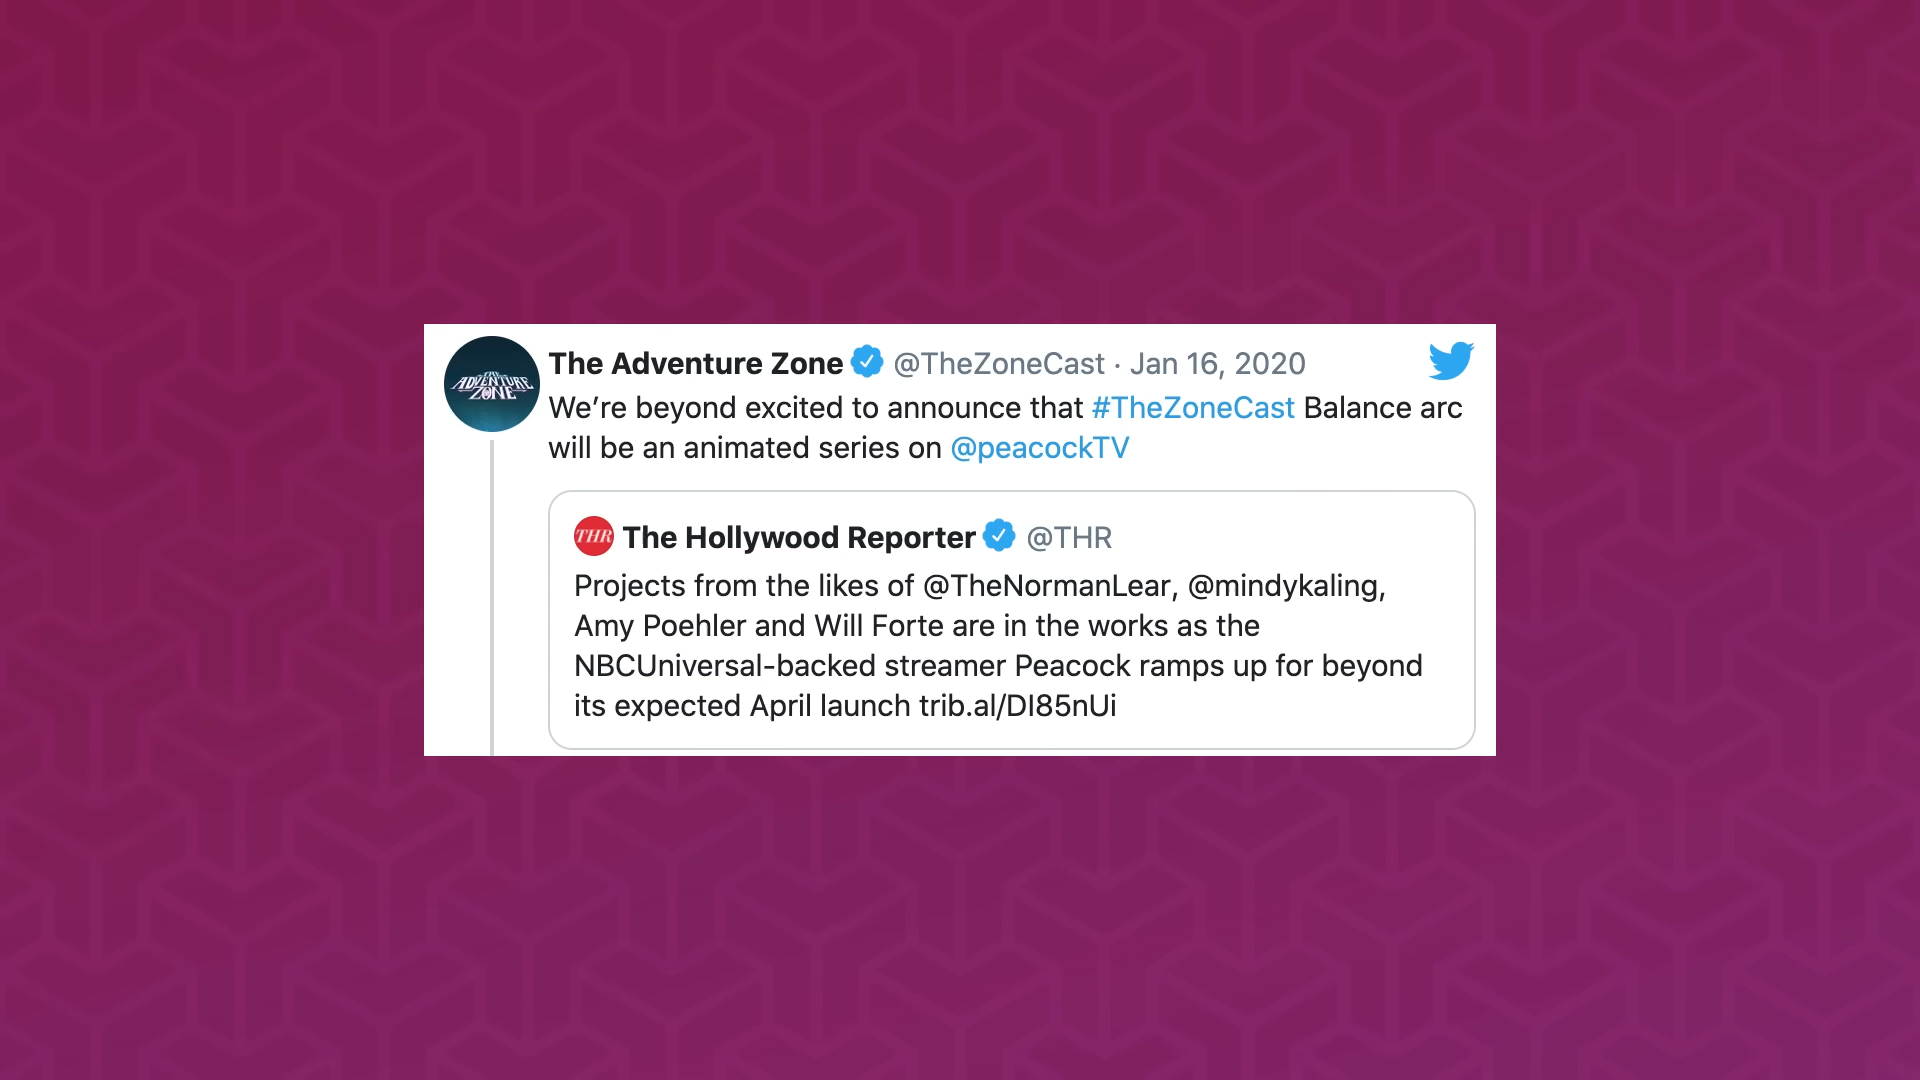 The Adventure Zone @TheZoneCast · Jan 16, 2020
THE ADVENTURE ZONE
We’re beyond excited to announce that #TheZoneCast Balance arc
will be an animated series on @peacockTV
THR The Hollywood Reporter @THR
Projects from the likes of @TheNormanLear, @mindykaling,
Amy Poehler and Will Forte are in the works as the
NBCUniversal-backed streamer Peacock ramps up for beyond
its expected April launch trib.al/DI85nUi